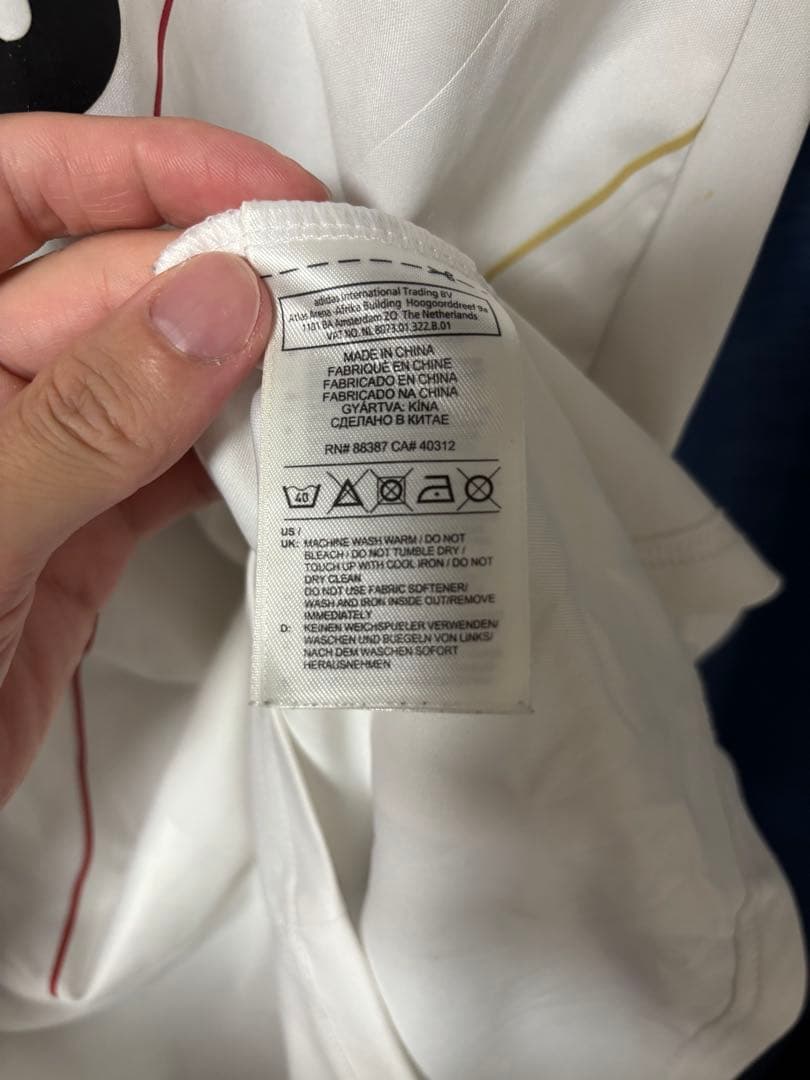 adidas International Trading BV
Atlas Arena -Afrika Building Hoogoorddreef 9a
1101 BA Amsterdam ZO The Netherlands
VAT NO. NL 8073.01.322.B.01
MADE IN CHINA
FABRIQUÉ EN CHINE
FABRICADO EN CHINA
FABRICADO NA CHINA
GYÁRTVA: KÍNA
СДЕЛАНО В КИТАЕ
RN# 88387 CA# 40312
40
US /
UK: MACHINE WASH WARM / DO NOT
BLEACH / DO NOT TUMBLE DRY /
TOUCH UP WITH COOL IRON / DO NOT
DRY CLEAN
DO NOT USE FABRIC SOFTENER/
WASH AND IRON INSIDE OUT/REMOVE
IMMEDIATELY
D: KEINEN WEICHSPUELER VERWENDEN/
WASCHEN UND BUEGELN VON LINKS/
NACH DEM WASCHEN SOFORT
HERAUSNEHMEN